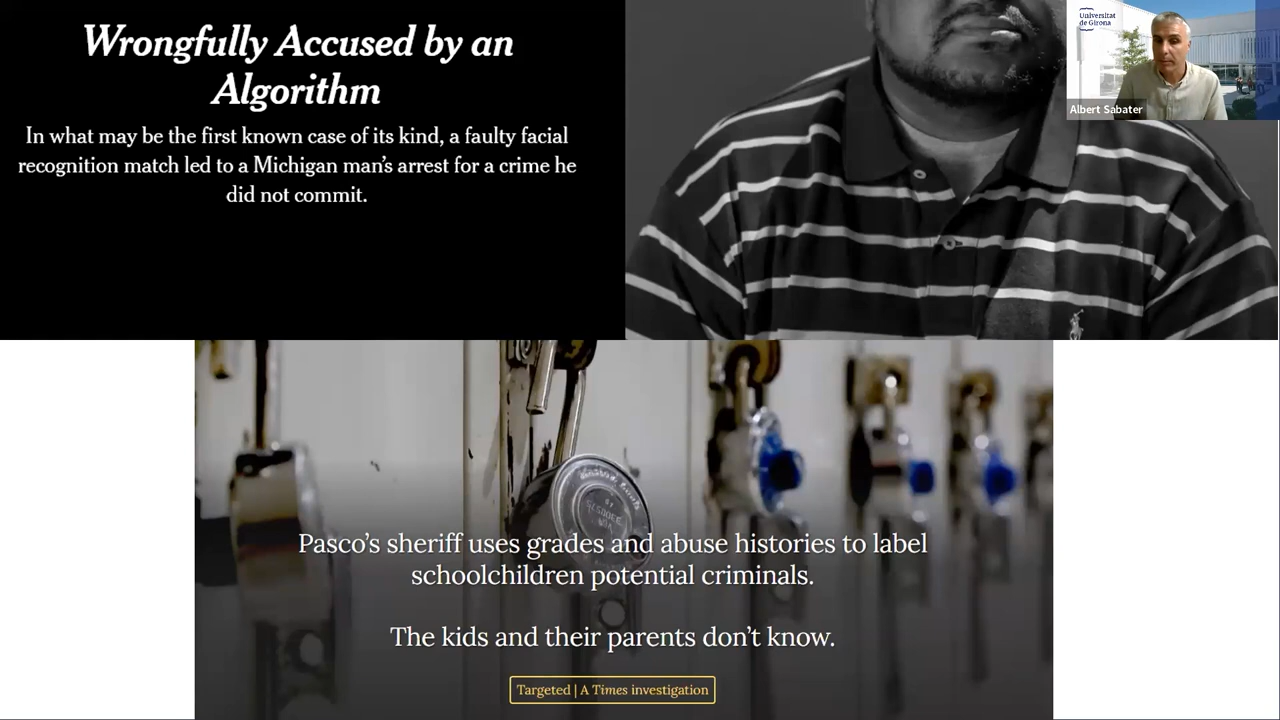 Wrongfully Accused by an
Algorithm
In what may be the first known case of its kind, a faulty facial
recognition match led to a Michigan man's arrest for a crime he
did not commit.
Universitat
de Girona
Albert Sabater
Pasco's sheriff uses grades and abuse histories to label
schoolchildren potential criminals.
The kids and their parents don't know.
Targeted | A Times investigation